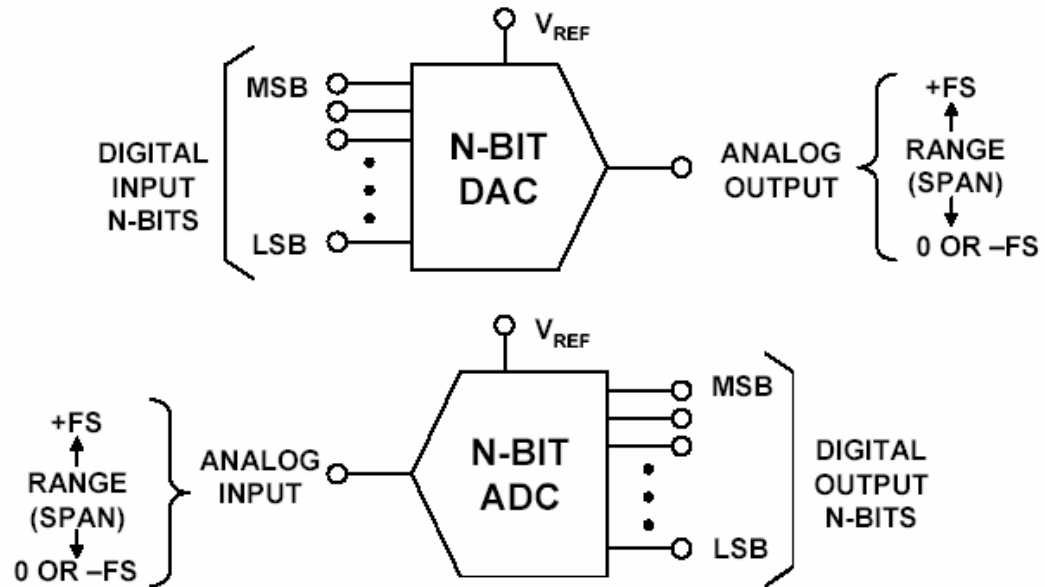 V_REF
MSB
DIGITAL
INPUT
N-BITS
LSB
N-BIT
DAC
ANALOG
OUTPUT
+FS
RANGE
(SPAN)
0 OR –FS
V_REF
+FS
RANGE
(SPAN)
0 OR –FS
ANALOG
INPUT
N-BIT
ADC
MSB
LSB
DIGITAL
OUTPUT
N-BITS